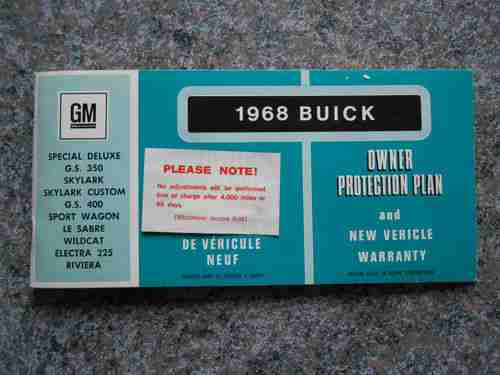 GM
SPECIAL DELUXE
G.S. 350
SKYLARK
SKYLARK CUSTOM
G.S. 400
SPORT WAGON
LE SABRE
WILDCAT
ELECTRA 225
RIVIERA
1968 BUICK
PLEASE NOTE!
No adjustments will be performed
free of charge after 4,000 miles or
90 days.
DE VÉHICULE
NEUF
OWNER
PROTECTION PLAN
and
NEW VEHICLE
WARRANTY